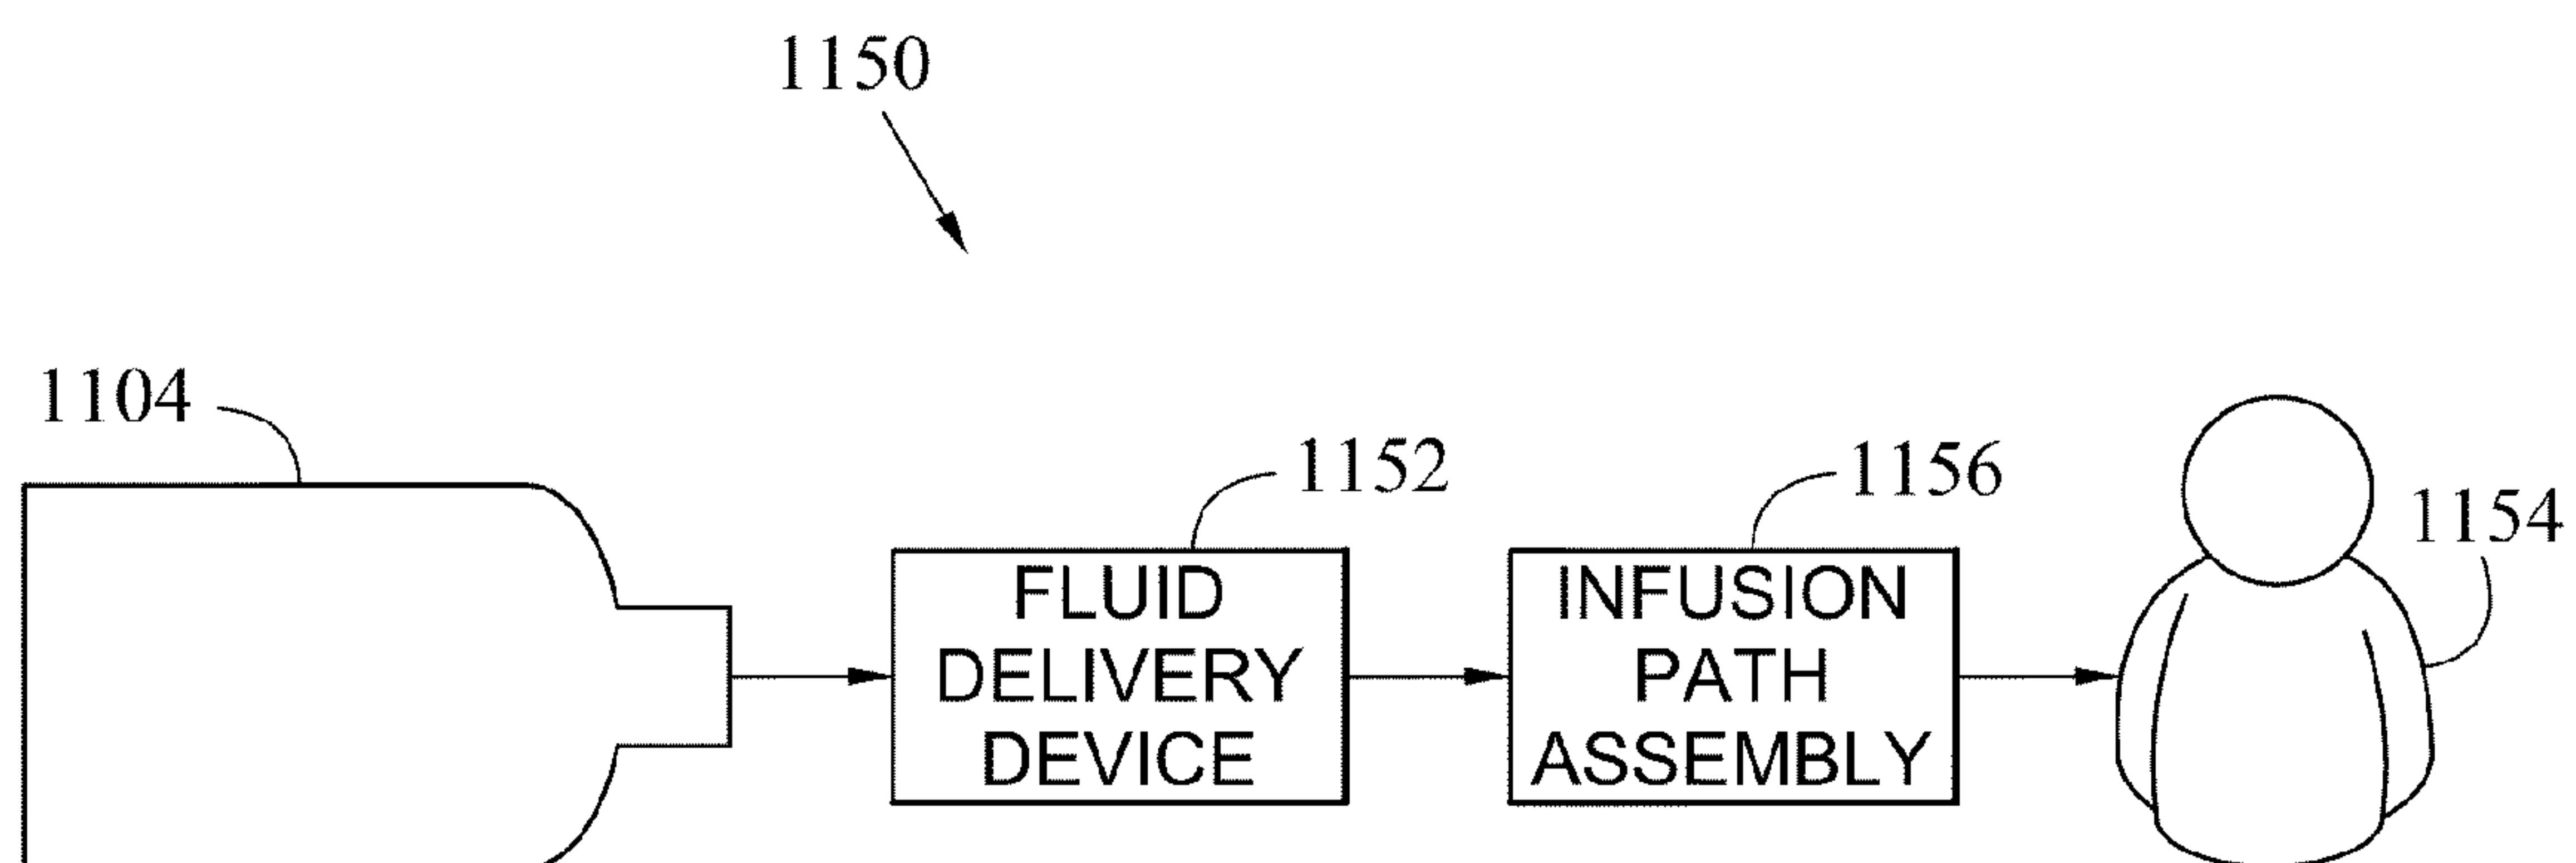 1150
1104
1152
1156
1154
FLUID
DELIVERY
DEVICE
INFUSION
PATH
ASSEMBLY